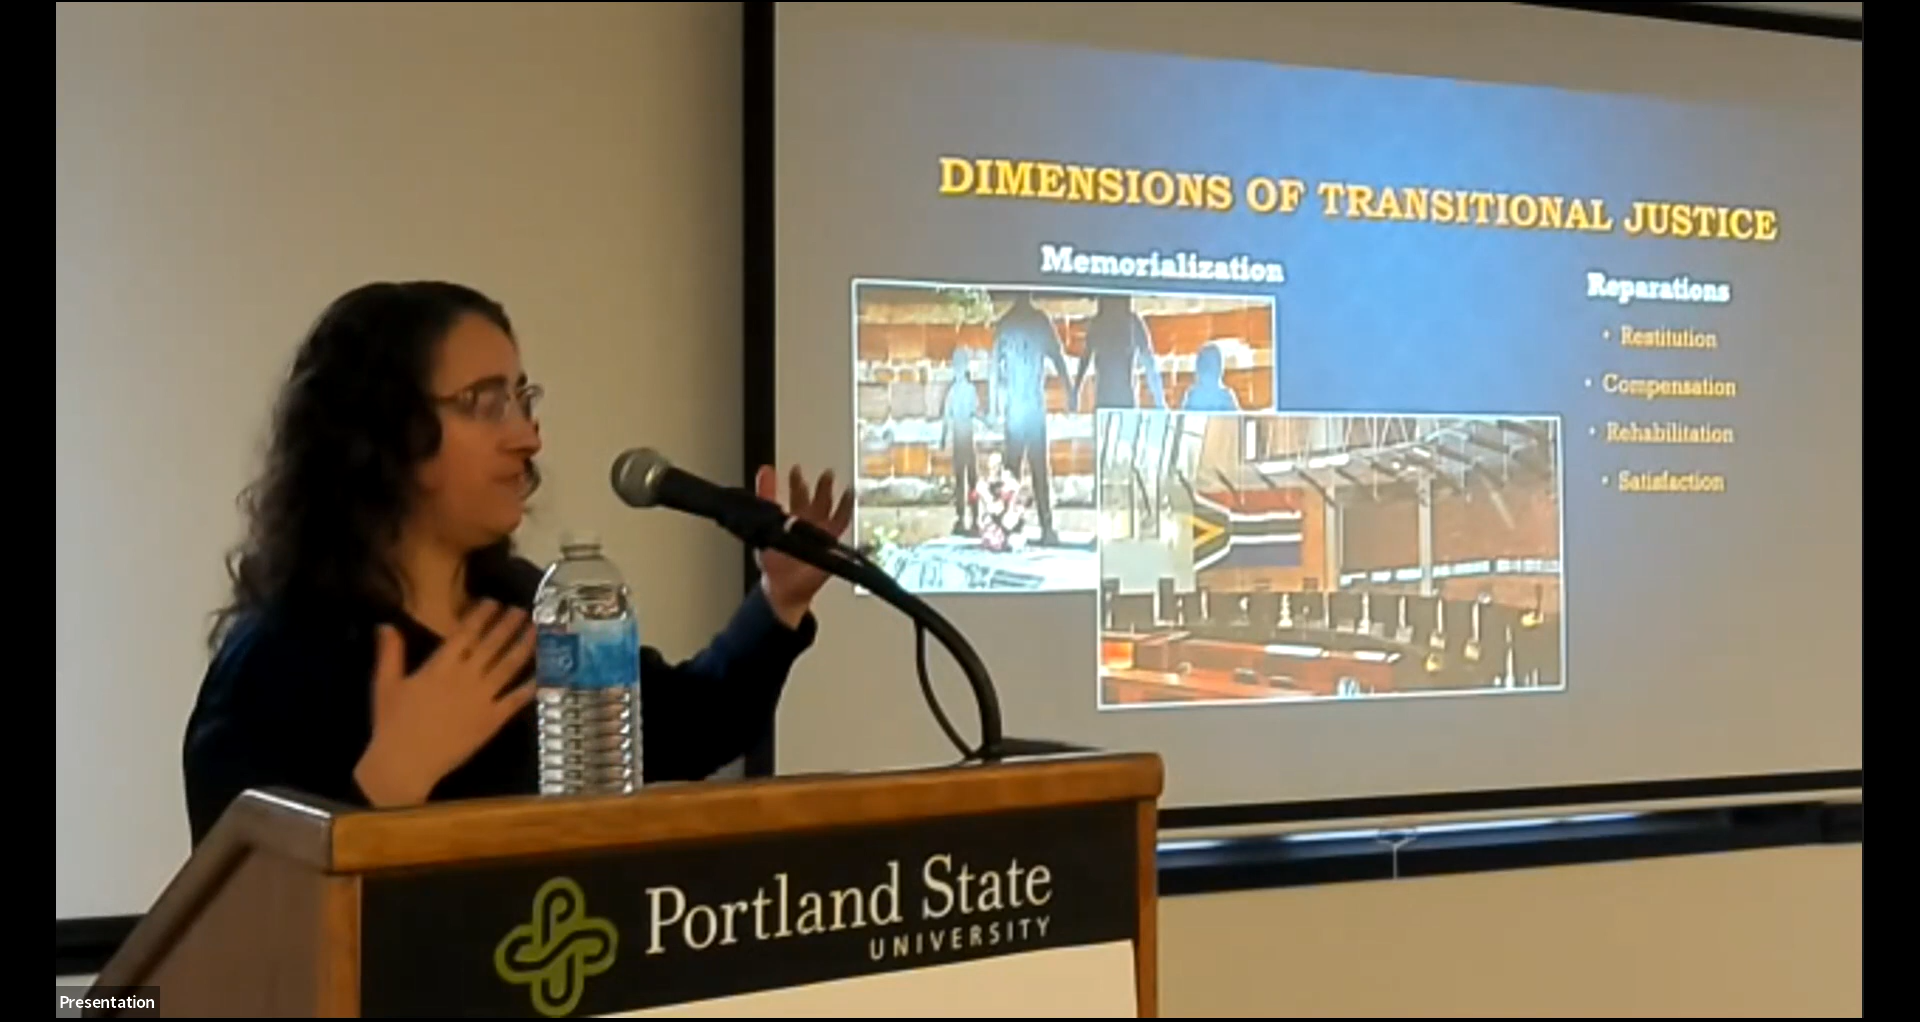 DIMENSIONS OF TRANSITIONAL JUSTICE
Memorialization
Reparations
• Restitution
• Compensation
• Rehabilitation
• Satisfaction
Portland State
UNIVERSITY
Presentation